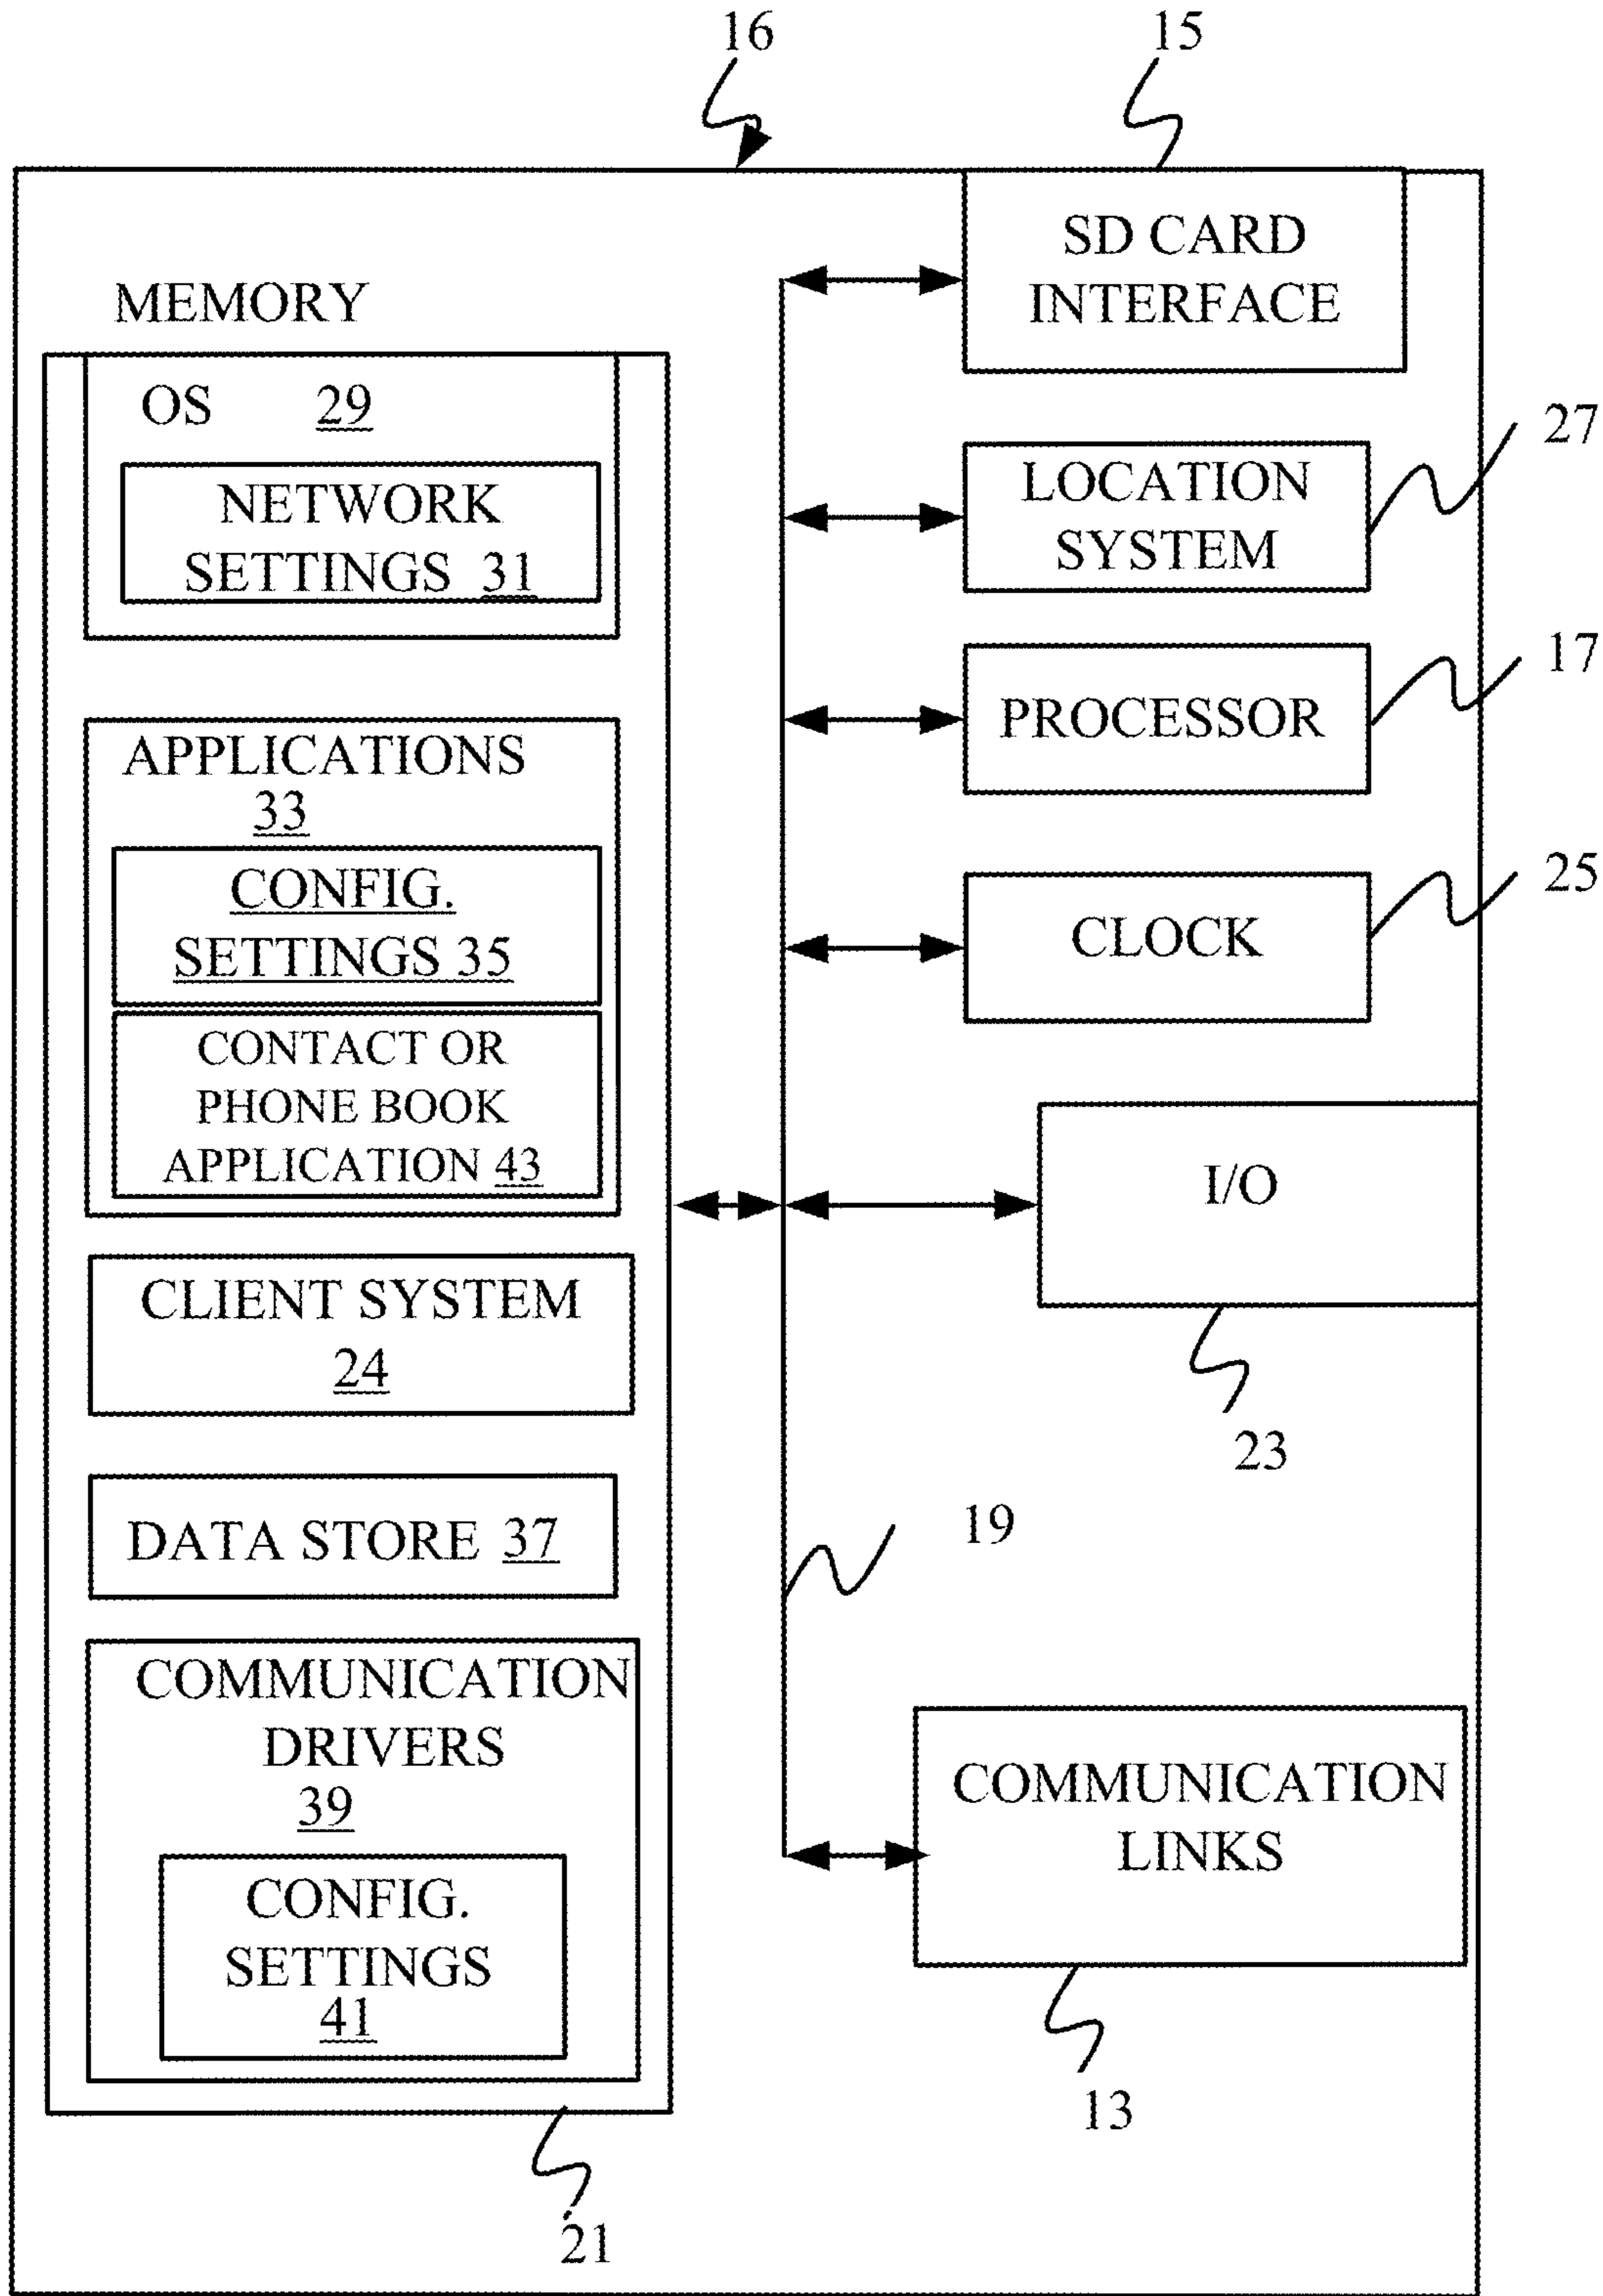 16
15
SD CARD
INTERFACE
MEMORY
OS 29
NETWORK
SETTINGS 31
27
LOCATION
SYSTEM
17
PROCESSOR
APPLICATIONS
33
CONFIG.
SETTINGS 35
25
CLOCK
CONTACT OR
PHONE BOOK
APPLICATION 43
I/O
23
CLIENT SYSTEM
24
DATA STORE 37
19
COMMUNICATION
DRIVERS
39
CONFIG.
SETTINGS
41
COMMUNICATION
LINKS
13
21